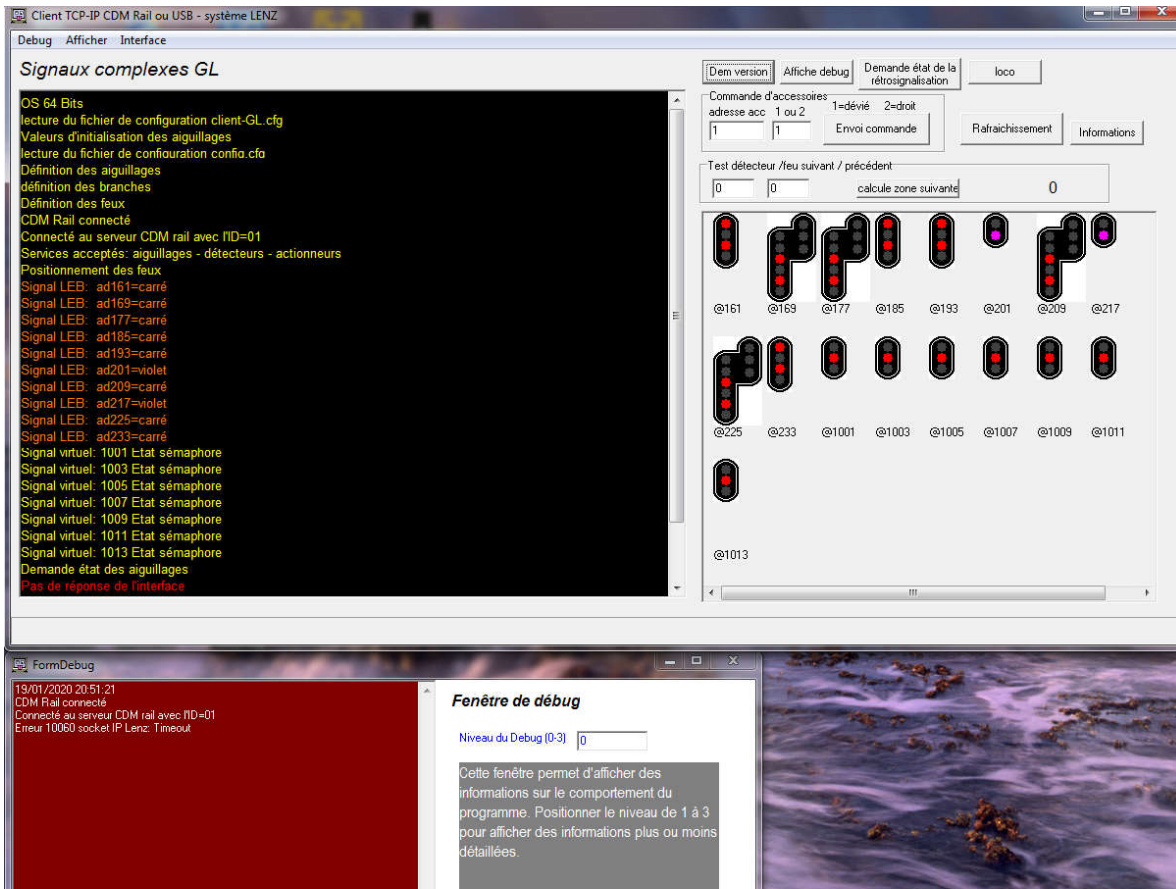 Client TCP-IP CDM Rail ou USB - système LENZ
Debug Afficher Interface
Signaux complexes GL
OS 64 Bits
lecture du fichier de configuration client-GL.cfg
Valeurs d'initialisation des aiguillages
lecture du fichier de configuration config.cfg
Définition des aiguillages
définition des branches
Définition des feux
CDM Rail connecté
Connecté au serveur CDM rail avec l'ID=01
Services acceptés: aiguillages - détecteurs - actionneurs
Positionnement des feux
Signal LEB: ad161=carré
Signal LEB: ad169=carré
Signal LEB: ad177=carré
Signal LEB: ad185=carré
Signal LEB: ad193=carré
Signal LEB: ad201=violet
Signal LEB: ad209=carré
Signal LEB: ad217=violet
Signal LEB: ad225=carré
Signal LEB: ad233=carré
Signal virtuel: 1001 Etat sémaphore
Signal virtuel: 1003 Etat sémaphore
Signal virtuel: 1005 Etat sémaphore
Signal virtuel: 1007 Etat sémaphore
Signal virtuel: 1009 Etat sémaphore
Signal virtuel: 1011 Etat sémaphore
Signal virtuel: 1013 Etat sémaphore
Demande état des aiguillages
Pas de réponse de l'interface
Dem version
Affiche debug
Demande état de la
rétrosignalisation
loco
Commande d'accessoires
adresse acc 1 ou 2
1=dévié 2=droit
1 1
Envoi commande
Rafraichissement
Informations
Test détecteur /feu suivant / précédent
0 0
calcule zone suivante
0
@161 @169 @177 @185 @193 @201 @209 @217
@225 @233 @1001 @1003 @1005 @1007 @1009 @1011
@1013
FormDebug
19/01/2020 20:51:21
CDM Rail connecté
Connecté au serveur CDM rail avec l'ID=01
Erreur 10060 socket IP Lenz: Timeout
Fenêtre de débug
Niveau du Debug (0-3) 0
Cette fenêtre permet d'afficher des
informations sur le comportement du
programme. Positionner le niveau de 1 à 3
pour afficher des informations plus ou moins
détaillées.